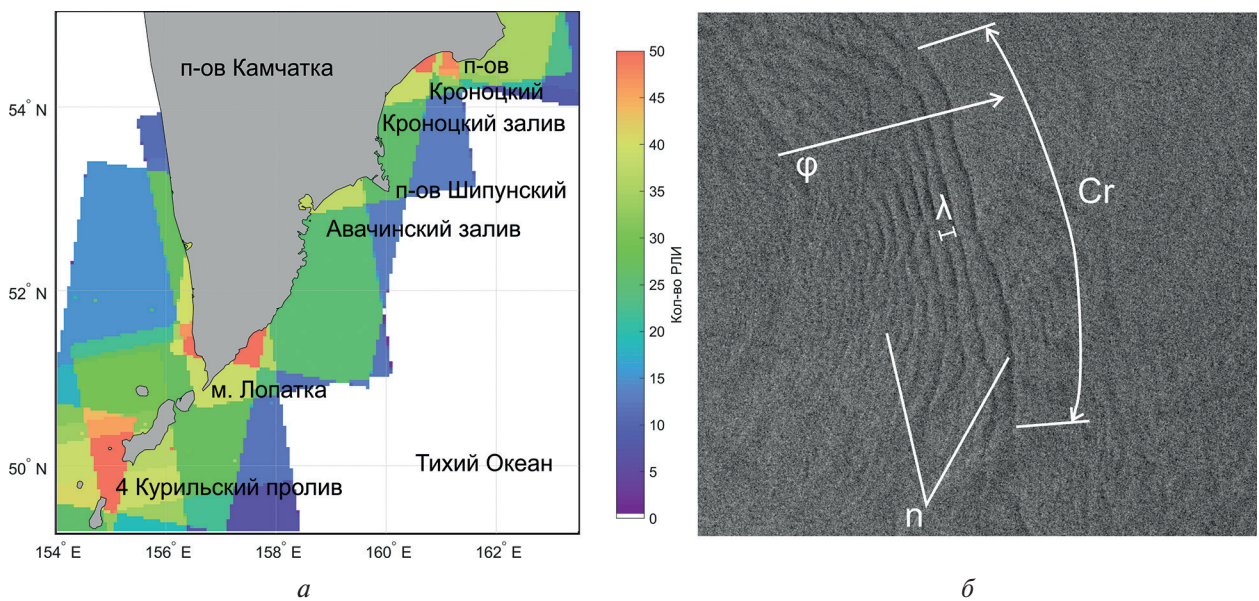 п-ов Камчатка
п-ов
Кроноцкий
Кроноцкий залив
п-ов Шипунский
Авачинский залив
м. Лопатка
Тихий Океан
4 Курильский пролив
54° N
52° N
50° N
154° E
156° E
158° E
160° E
162° E
50
45
40
35
30
25
20
15
10
5
0
Кол-во РЛИ
а
φ
λ
Cr
n
б